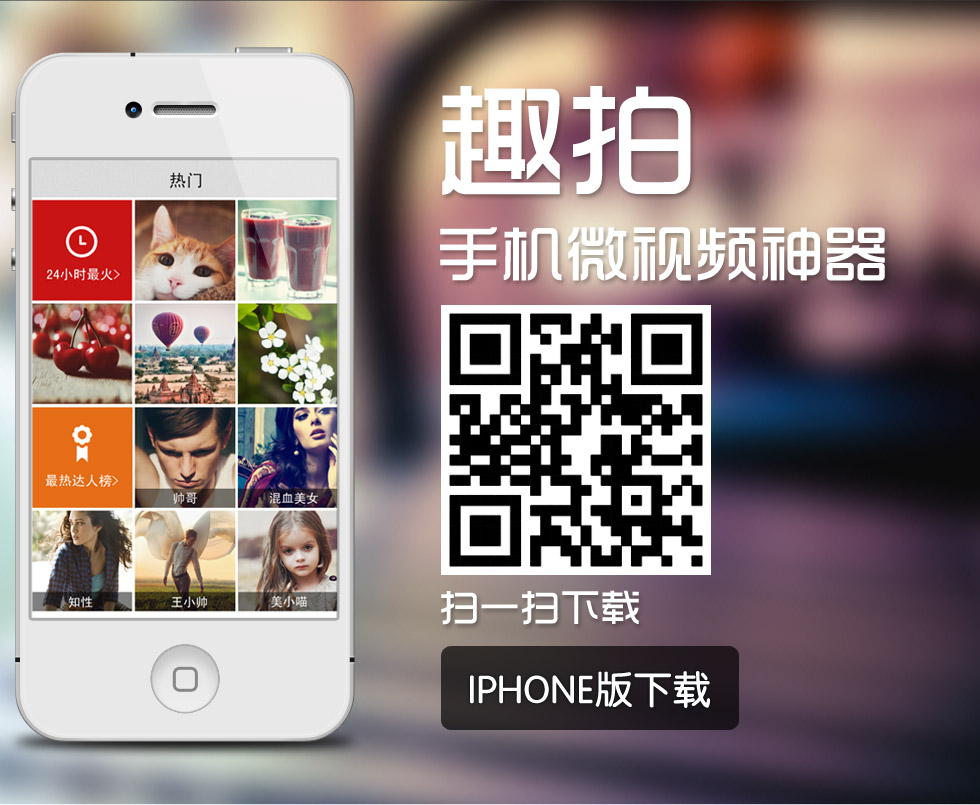 趣拍
手机微视频神器
扫一扫下载
IPHONE版下载
热门
24小时最火>
最热达人榜>
帅哥
混血美女
知性
王小帅
美小喵